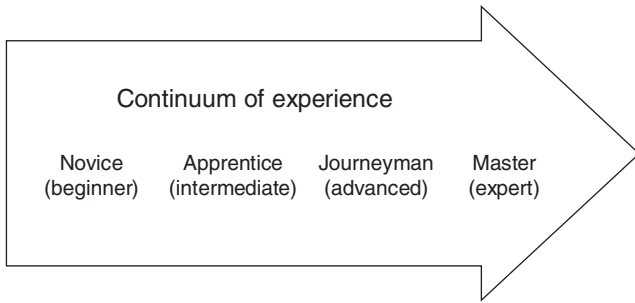 Continuum of experience
Novice Apprentice Journeyman Master
(beginner) (intermediate) (advanced) (expert)